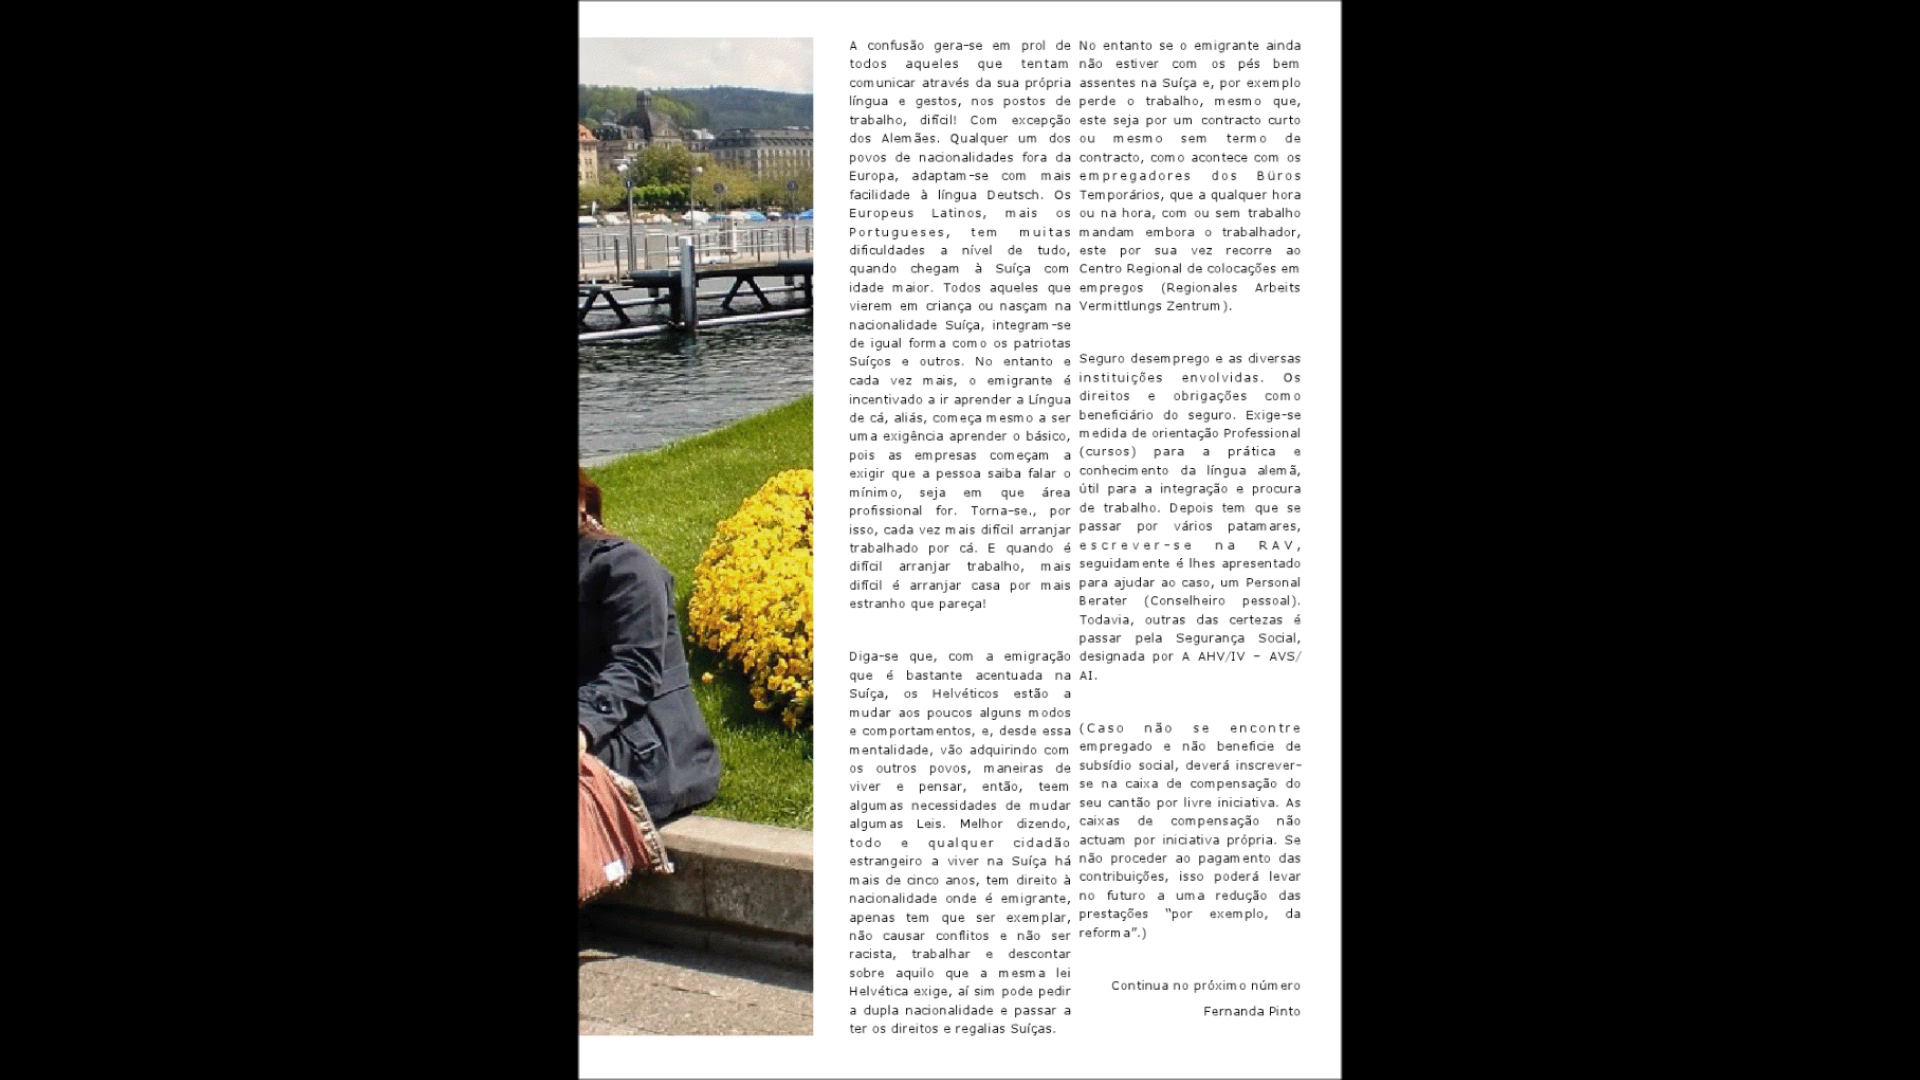 A confusão gera-se em prol de
todos aqueles que tentam
comunicar através da sua própria
língua e gestos, nos postos de
trabalho, difícil! Com excepção
dos Alemães. Qualquer um dos
povos de nacionalidades fora da
Europa, adaptam-se com mais
facilidade à língua Deutsch. Os
Europeus Latinos, mais os
Portugueses, tem muitas
dificuldades a nível de tudo,
quando chegam à Suíça com
idade maior. Todos aqueles que
vierem em criança ou nasçam na
nacionalidade Suíça, integram-se
de igual forma como os patriotas
Suíços e outros. No entanto e
cada vez mais, o emigrante é
incentivado a ir aprender a Língua
de cá, aliás, começa mesmo a ser
uma exigência aprender o básico,
pois as empresas começam a
exigir que a pessoa saiba falar o
mínimo, seja em que área
profissional for. Torna-se., por
isso, cada vez mais difícil arranjar
trabalhado por cá. E quando é
difícil arranjar trabalho, mais
difícil é arranjar casa por mais
estranho que pareça!
Diga-se que, com a emigração
que é bastante acentuada na
Suíça, os Helvéticos estão a
mudar aos poucos alguns modos
e comportamentos, e, desde essa
mentalidade, vão adquirindo com
os outros povos, maneiras de
viver e pensar, então, teem
algumas necessidades de mudar
algumas Leis. Melhor dizendo,
todo e qualquer cidadão
estrangeiro a viver na Suíça há
mais de cinco anos, tem direito à
nacionalidade onde é emigrante,
apenas tem que ser exemplar,
não causar conflitos e não ser
racista, trabalhar e descontar
sobre aquilo que a mesma lei
Helvética exige, aí sim pode pedir
a dupla nacionalidade e passar a
ter os direitos e regalias Suíças.
No entanto se o emigrante ainda
não estiver com os pés bem
assentes na Suíça e, por exemplo
perde o trabalho, mesmo que,
este seja por um contracto curto
ou mesmo sem termo de
contracto, como acontece com os
empregadores dos Büros
Temporários, que a qualquer hora
ou na hora, com ou sem trabalho
mandam embora o trabalhador,
este por sua vez recorre ao
Centro Regional de colocações em
empregos (Regionales Arbeits
Vermittlungs Zentrum).
Seguro desemprego e as diversas
instituições envolvidas. Os
direitos e obrigações como
beneficiário do seguro. Exige-se
medida de orientação Professional
(cursos) para a prática e
conhecimento da língua alemã,
útil para a integração e procura
de trabalho. Depois tem que se
passar por vários patamares,
escrever-se na RAV,
seguidamente é lhes apresentado
para ajudar ao caso, um Personal
Berater (Conselheiro pessoal).
Todavia, outras das certezas é
passar pela Segurança Social,
designada por A AHV/IV – AVS/
AI.
(Caso não se encontre
empregado e não beneficie de
subsídio social, deverá inscrever-
se na caixa de compensação do
seu cantão por livre iniciativa. As
caixas de compensação não
actuam por iniciativa própria. Se
não proceder ao pagamento das
contribuições, isso poderá levar
no futuro a uma redução das
prestações “por exemplo, da
reforma”.)
Continua no próximo número
Fernanda Pinto